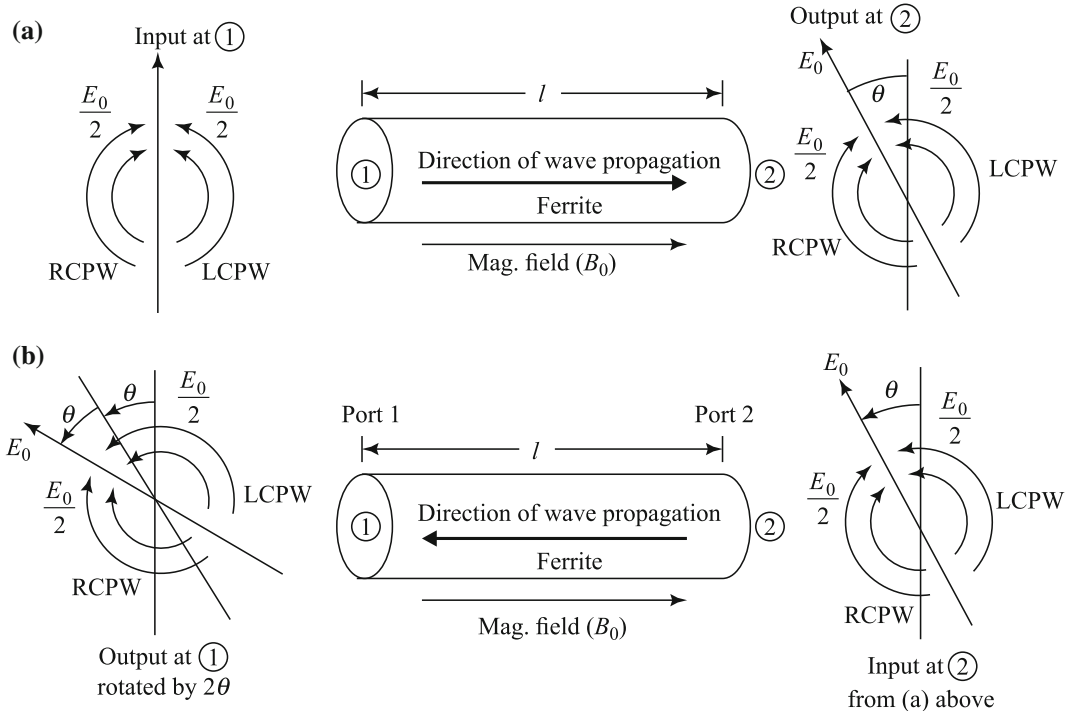 (a)
Input at ①
E₀/2
E₀/2
RCPW
LCPW
l
①
Direction of wave propagation
Ferrite
②
Mag. field (B₀)
Output at ②
E₀
θ
E₀/2
E₀/2
LCPW
RCPW
(b)
θ
θ
E₀/2
E₀
E₀/2
LCPW
RCPW
Output at ①
rotated by 2θ
Port 1
Port 2
l
①
Direction of wave propagation
Ferrite
②
Mag. field (B₀)
E₀
θ
E₀/2
E₀/2
LCPW
RCPW
Input at ②
from (a) above